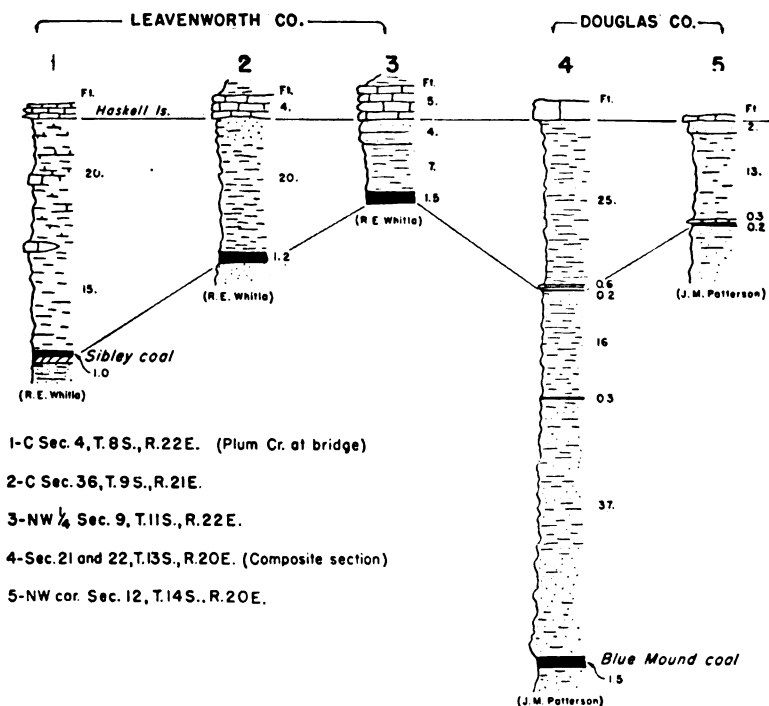 LEAVENWORTH CO.
DOUGLAS CO.
1 2 3 4 5
Ft. Ft. Ft. Ft. Ft
Haskell ls.
20.
15.
Sibley coal
1.0
(R.E. Whitla)
4.
20.
1.2
(R.E. Whitla)
5.
4.
7.
1.5
(R E Whitla)
25.
0.6
0.2
16
0.3
37.
Blue Mound coal
1.5
(J.M. Patterson)
2.
13.
0.3
0.2
(J.M. Patterson)
1-C Sec. 4, T. 8 S., R. 22 E. (Plum Cr. at bridge)
2-C Sec. 36, T. 9 S., R. 21 E.
3-NW ¼ Sec. 9, T. 11 S., R. 22 E.
4-Sec. 21 and 22, T. 13 S., R. 20 E. (Composite section)
5-NW cor. Sec. 12, T. 14 S., R. 20 E.